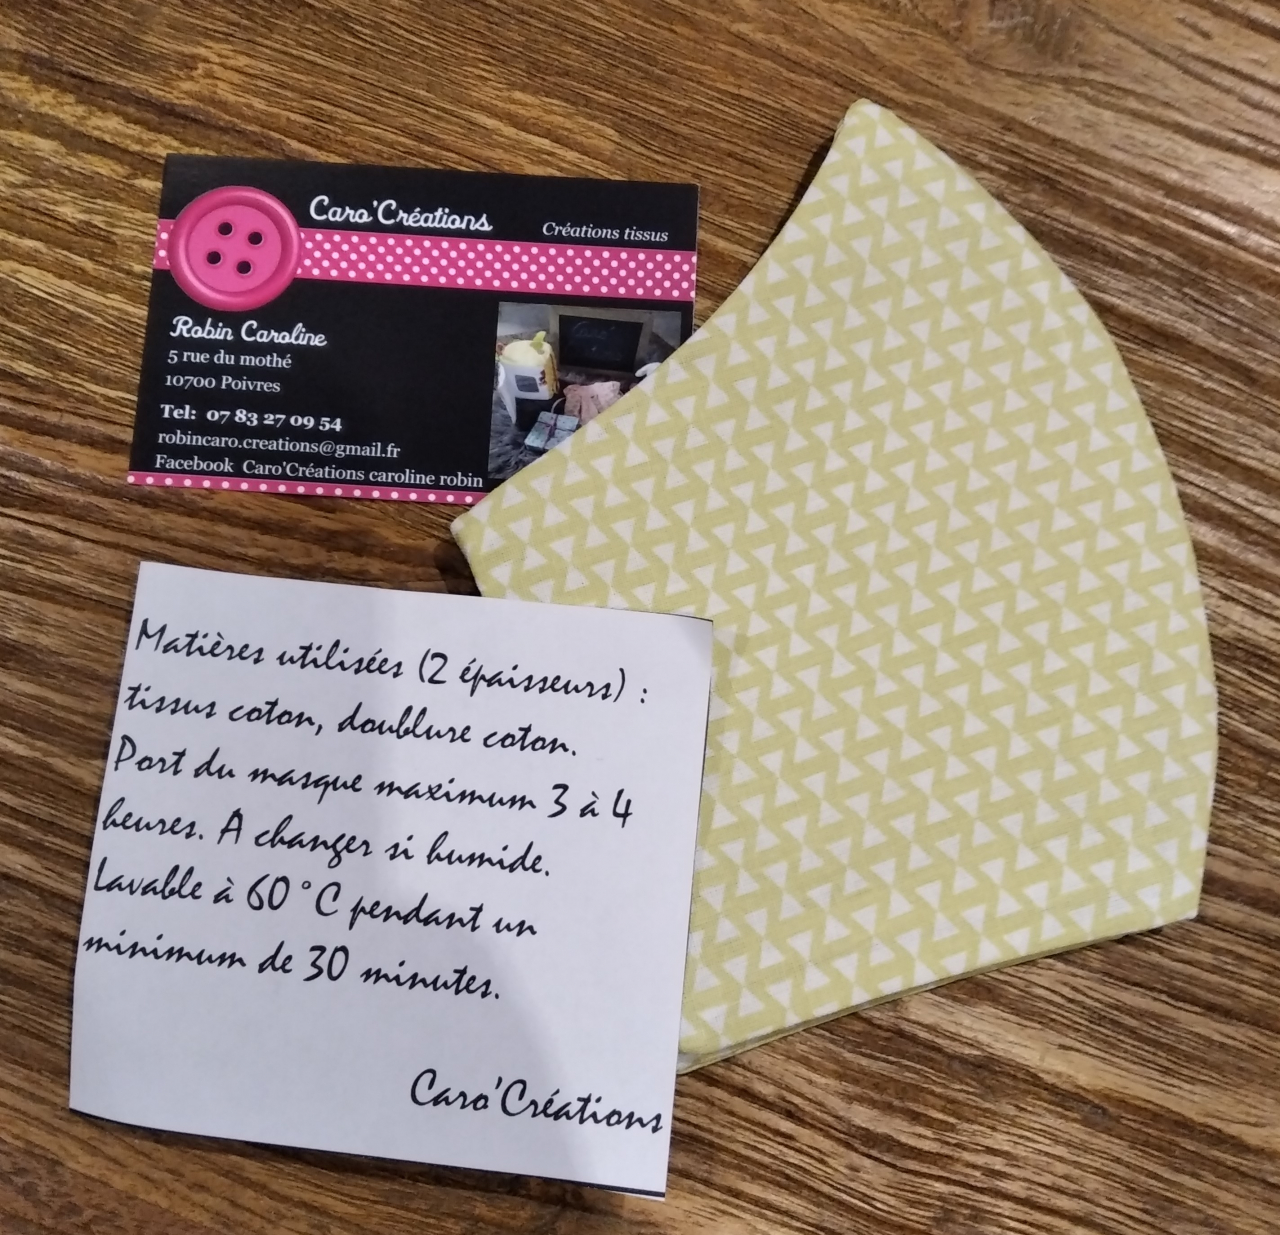 Caro'Créations
Créations tissus
Robin Caroline
5 rue du mothé
10700 Poivres
Tel: 07 83 27 09 54
robincaro.creations@gmail.fr
Facebook Caro'Créations caroline robin
Matières utilisées (2 épaisseurs) :
tissus coton, doublure coton.
Port du masque maximum 3 à 4
heures. A changer si humide.
Lavable à 60°C pendant un
minimum de 30 minutes.
Caro'Créations